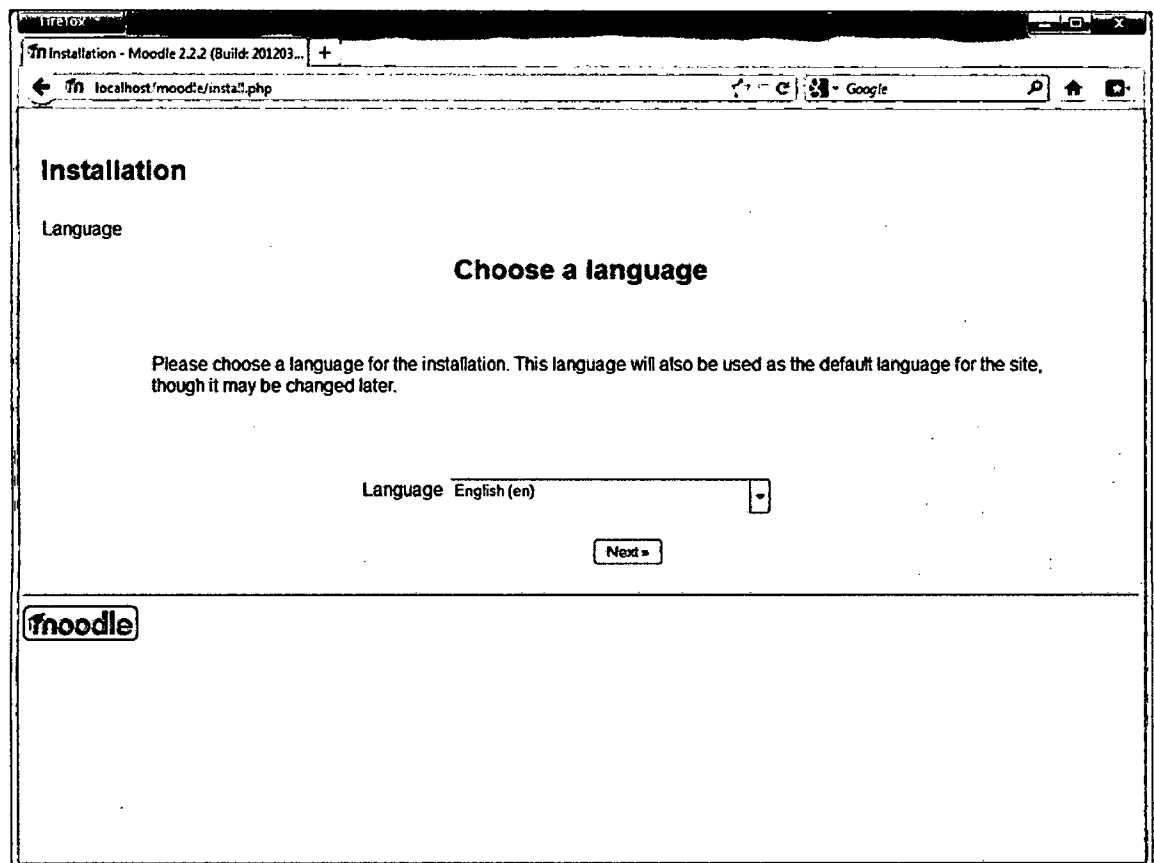 Firefox
Installation - Moodle 2.2.2 (Build: 201203... +
localhost/moodle/install.php Google
Installation
Language
Choose a language
Please choose a language for the installation. This language will also be used as the default language for the site,
though it may be changed later.
Language English (en)
Next »
moodle